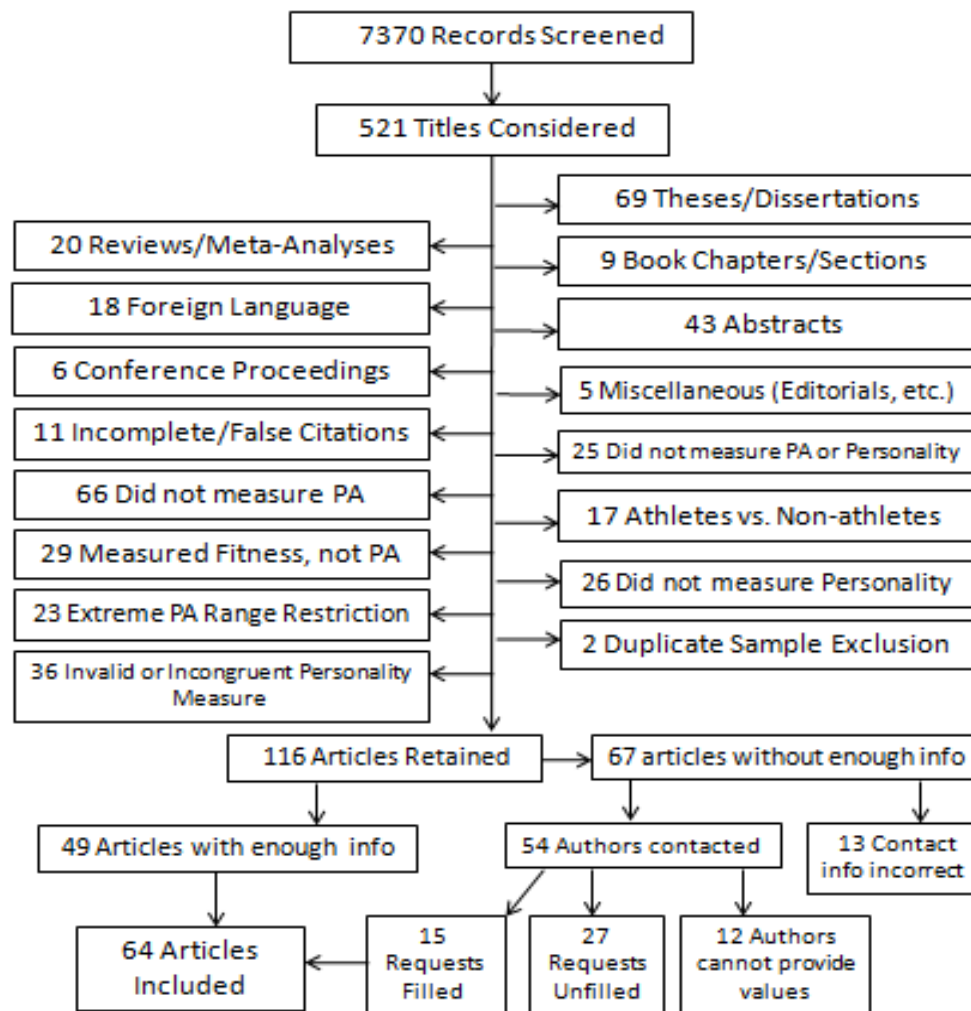 7370 Records Screened
521 Titles Considered
69 Theses/Dissertations
20 Reviews/Meta-Analyses
9 Book Chapters/Sections
18 Foreign Language
43 Abstracts
6 Conference Proceedings
5 Miscellaneous (Editorials, etc.)
11 Incomplete/False Citations
25 Did not measure PA or Personality
66 Did not measure PA
17 Athletes vs. Non-athletes
29 Measured Fitness, not PA
26 Did not measure Personality
23 Extreme PA Range Restriction
2 Duplicate Sample Exclusion
36 Invalid or Incongruent Personality
Measure
116 Articles Retained
67 articles without enough info
49 Articles with enough info
54 Authors contacted
13 Contact
info incorrect
64 Articles
Included
15
Requests
Filled
27
Requests
Unfilled
12 Authors
cannot provide
values